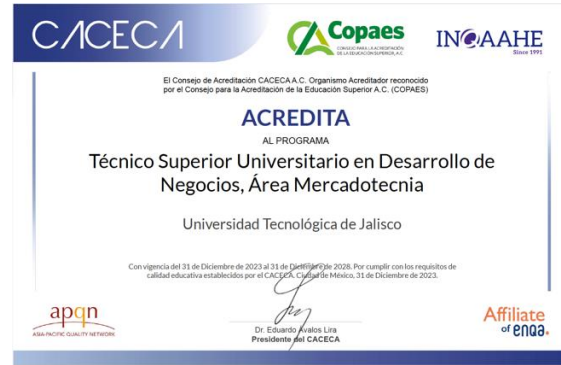 CACECA
Copaes
CONSEJO PARA LA ACREDITACIÓN
DE LA EDUCACIÓN SUPERIOR, A.C.
INQAAHE
Since 1991
El Consejo de Acreditación CACECA A.C. Organismo Acreditador reconocido
por el Consejo para la Acreditación de la Educación Superior A.C. (COPAES)
ACREDITA
AL PROGRAMA
Técnico Superior Universitario en Desarrollo de
Negocios, Área Mercadotecnia
Universidad Tecnológica de Jalisco
Con vigencia del 31 de Diciembre de 2023 al 31 de Diciembre de 2028. Por cumplir con los requisitos de
calidad educativa establecidos por el CACECA. Ciudad de México, 31 de Diciembre de 2023.
apqn
ASIA-PACIFIC QUALITY NETWORK
Dr. Eduardo Avalos Lira
Presidente del CACECA
Affiliate
of enqa.